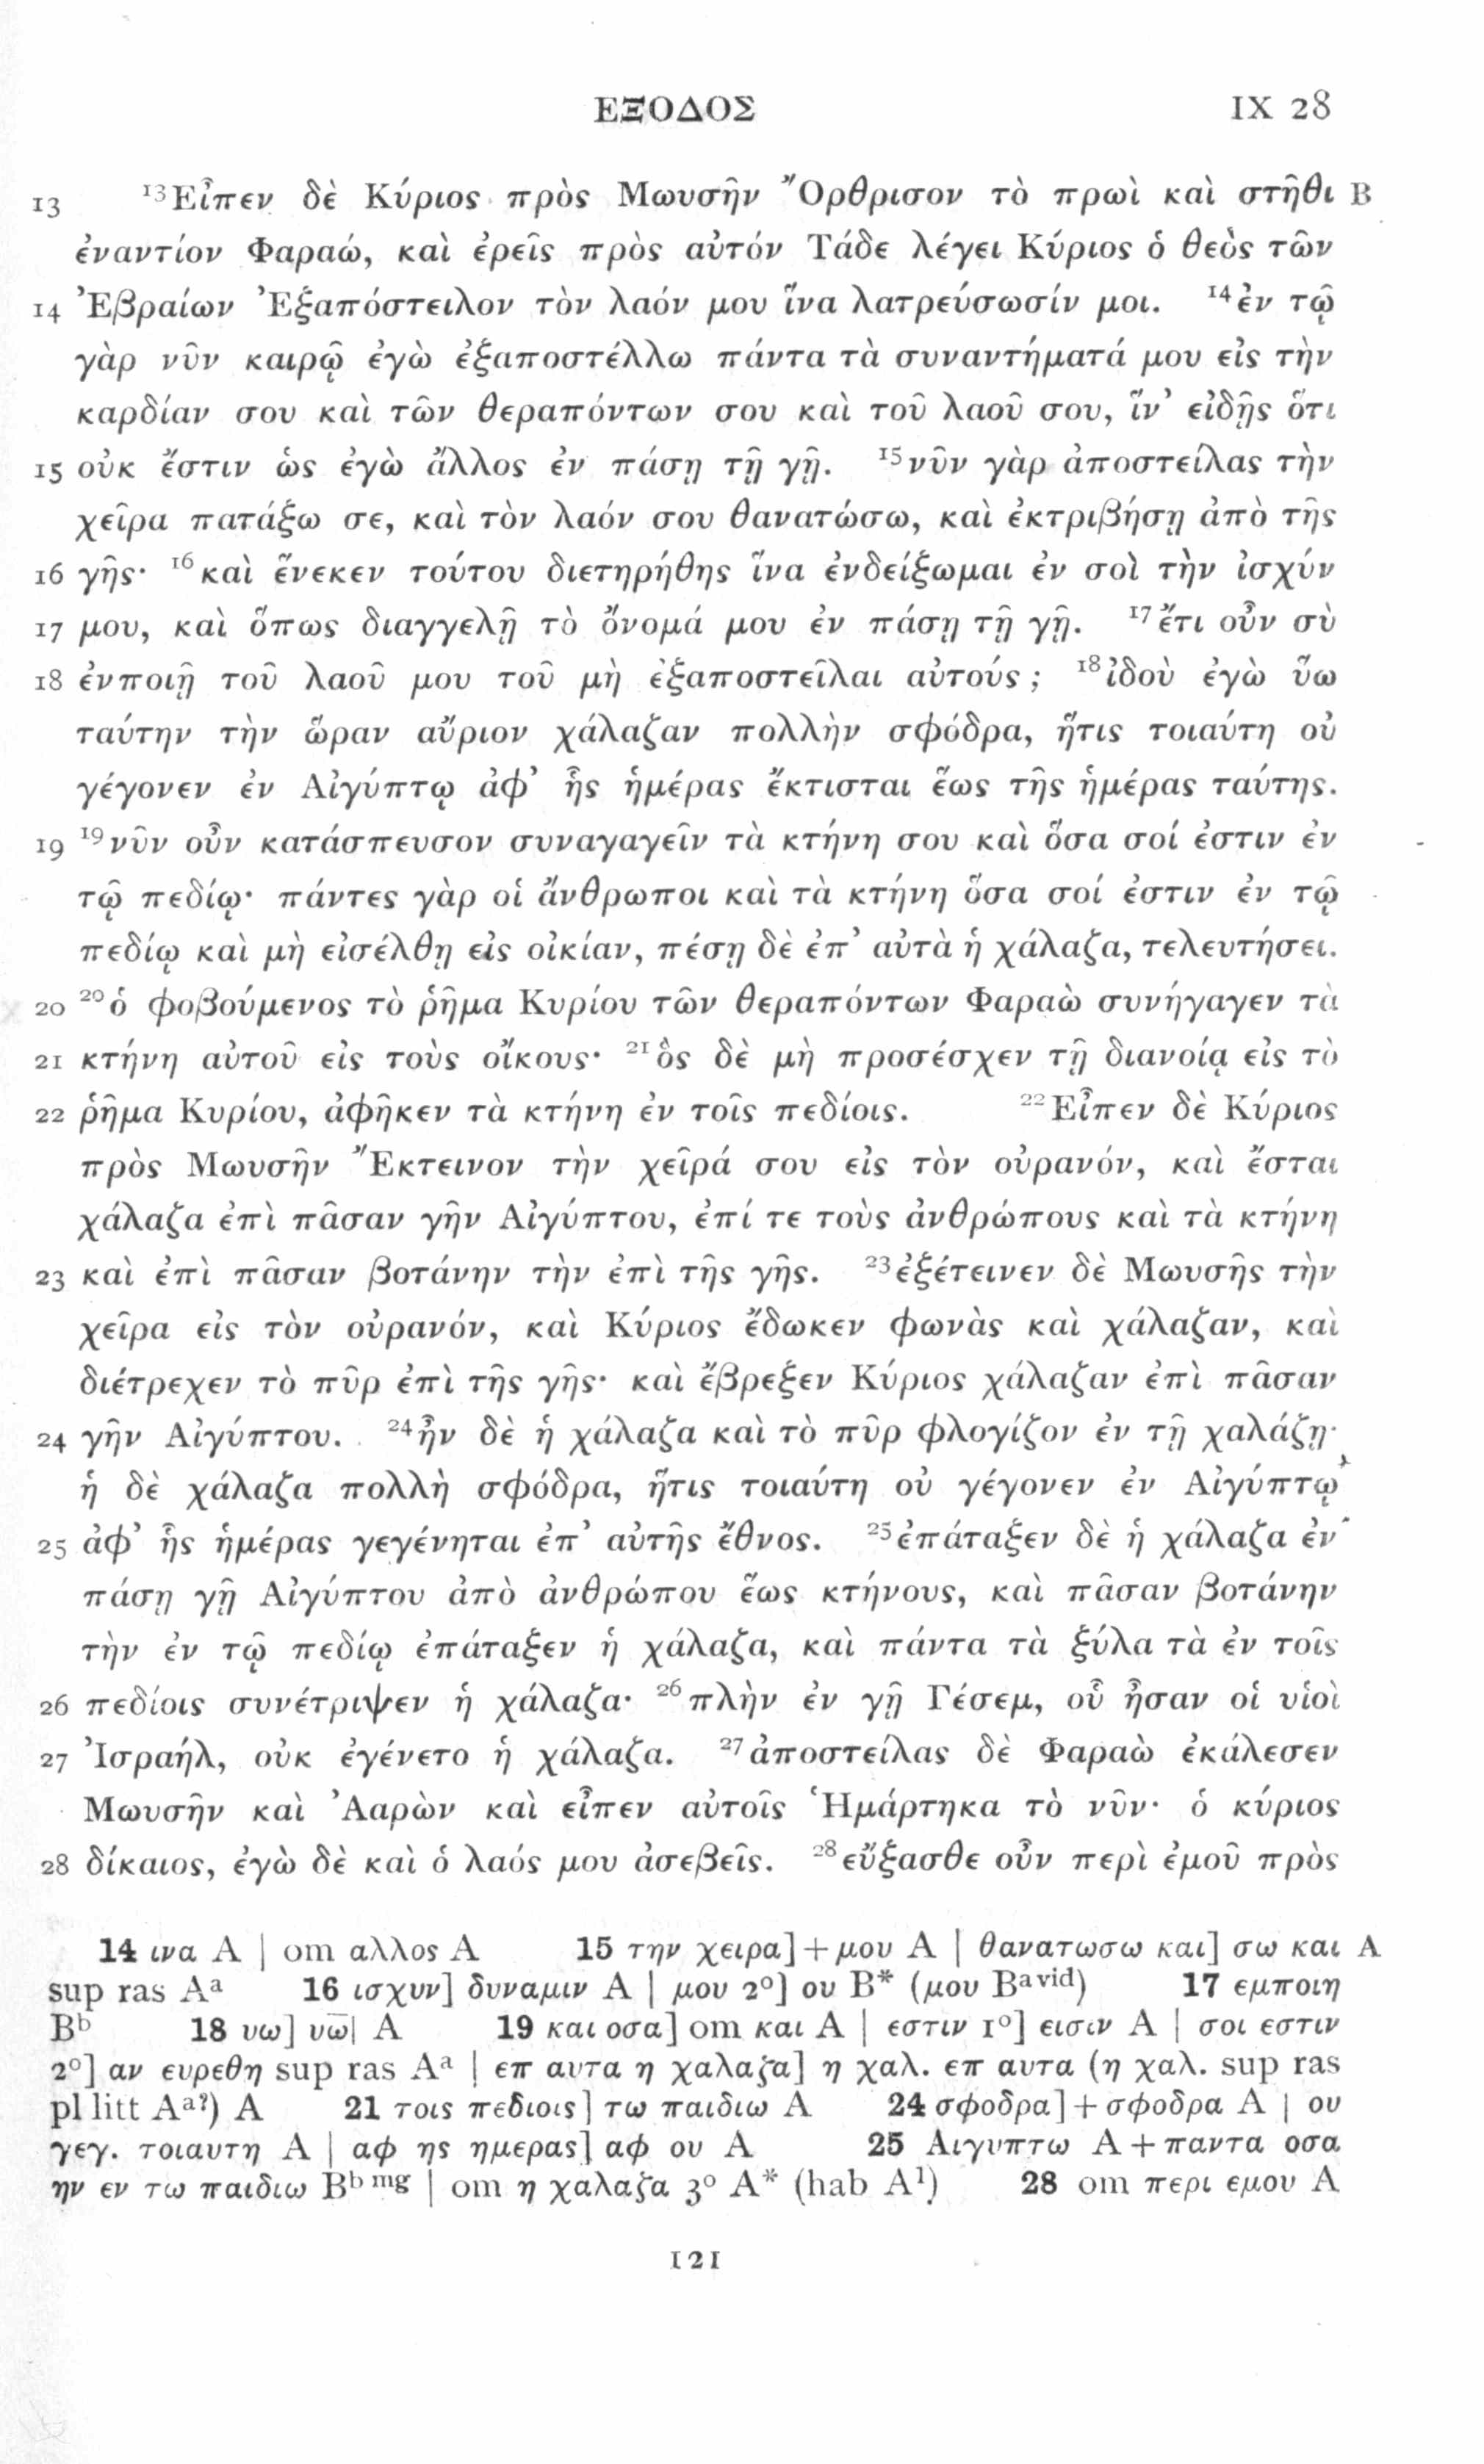 ΕΞΟΔΟΣ IX 28
13 ¹³Εἶπεν δὲ Κύριος πρὸς Μωυσῆν Ὄρθρισον τὸ πρωὶ καὶ στῆθι B
ἐναντίον Φαραώ, καὶ ἐρεῖς πρὸς αὐτόν Τάδε λέγει Κύριος ὁ θεὸς τῶν
14 Ἐβραίων Ἐξαπόστειλον τὸν λαόν μου ἵνα λατρεύσωσίν μοι. ¹⁴ἐν τῷ
γὰρ νῦν καιρῷ ἐγὼ ἐξαποστέλλω πάντα τὰ συναντήματά μου εἰς τὴν
καρδίαν σου καὶ τῶν θεραπόντων σου καὶ τοῦ λαοῦ σου, ἵν’ εἰδῇς ὅτι
15 οὐκ ἔστιν ὡς ἐγὼ ἄλλος ἐν πάσῃ τῇ γῇ. ¹⁵νῦν γὰρ ἀποστείλας τὴν
χεῖρα πατάξω σε, καὶ τὸν λαόν σου θανατώσω, καὶ ἐκτριβήσῃ ἀπὸ τῆς
16 γῆς· ¹⁶καὶ ἕνεκεν τούτου διετηρήθης ἵνα ἐνδείξωμαι ἐν σοὶ τὴν ἰσχύν
17 μου, καὶ ὅπως διαγγελῇ τὸ ὄνομά μου ἐν πάσῃ τῇ γῇ. ¹⁷ἔτι οὖν σὺ
18 ἐνποιῇ τοῦ λαοῦ μου τοῦ μὴ ἐξαποστεῖλαι αὐτούς; ¹⁸ἰδοὺ ἐγὼ ὕω
ταύτην τὴν ὥραν αὔριον χάλαζαν πολλὴν σφόδρα, ἥτις τοιαύτη οὐ
γέγονεν ἐν Αἰγύπτῳ ἀφ’ ἧς ἡμέρας ἔκτισται ἕως τῆς ἡμέρας ταύτης.
19 ¹⁹νῦν οὖν κατάσπευσον συναγαγεῖν τὰ κτήνη σου καὶ ὅσα σοί ἐστιν ἐν
τῷ πεδίῳ· πάντες γὰρ οἱ ἄνθρωποι καὶ τὰ κτήνη ὅσα σοί ἐστιν ἐν τῷ
πεδίῳ καὶ μὴ εἰσέλθῃ εἰς οἰκίαν, πέσῃ δὲ ἐπ’ αὐτὰ ἡ χάλαζα, τελευτήσει.
20 ²⁰ὁ φοβούμενος τὸ ῥῆμα Κυρίου τῶν θεραπόντων Φαραὼ συνήγαγεν τὰ
21 κτήνη αὐτοῦ εἰς τοὺς οἴκους· ²¹ὃς δὲ μὴ προσέσχεν τῇ διανοίᾳ εἰς τὸ
22 ῥῆμα Κυρίου, ἀφῆκεν τὰ κτήνη ἐν τοῖς πεδίοις. ²²Εἶπεν δὲ Κύριος
πρὸς Μωυσῆν Ἔκτεινον τὴν χεῖρά σου εἰς τὸν οὐρανόν, καὶ ἔσται
χάλαζα ἐπὶ πᾶσαν γῆν Αἰγύπτου, ἐπί τε τοὺς ἀνθρώπους καὶ τὰ κτήνη
23 καὶ ἐπὶ πᾶσαν βοτάνην τὴν ἐπὶ τῆς γῆς. ²³ἐξέτεινεν δὲ Μωυσῆς τὴν
χεῖρα εἰς τὸν οὐρανόν, καὶ Κύριος ἔδωκεν φωνὰς καὶ χάλαζαν, καὶ
διέτρεχεν τὸ πῦρ ἐπὶ τῆς γῆς· καὶ ἔβρεξεν Κύριος χάλαζαν ἐπὶ πᾶσαν
24 γῆν Αἰγύπτου. ²⁴ἦν δὲ ἡ χάλαζα καὶ τὸ πῦρ φλογίζον ἐν τῇ χαλάζῃ·
ἡ δὲ χάλαζα πολλὴ σφόδρα, ἥτις τοιαύτη οὐ γέγονεν ἐν Αἰγύπτῳ
25 ἀφ’ ἧς ἡμέρας γεγένηται ἐπ’ αὐτῆς ἔθνος. ²⁵ἐπάταξεν δὲ ἡ χάλαζα ἐν
πάσῃ γῇ Αἰγύπτου ἀπὸ ἀνθρώπου ἕως κτήνους, καὶ πᾶσαν βοτάνην
τὴν ἐν τῷ πεδίῳ ἐπάταξεν ἡ χάλαζα, καὶ πάντα τὰ ξύλα τὰ ἐν τοῖς
26 πεδίοις συνέτριψεν ἡ χάλαζα· ²⁶πλὴν ἐν γῇ Γέσεμ, οὗ ἦσαν οἱ υἱοὶ
27 Ἰσραήλ, οὐκ ἐγένετο ἡ χάλαζα. ²⁷ἀποστείλας δὲ Φαραὼ ἐκάλεσεν
Μωυσῆν καὶ Ἀαρὼν καὶ εἶπεν αὐτοῖς Ἡμάρτηκα τὸ νῦν· ὁ κύριος
28 δίκαιος, ἐγὼ δὲ καὶ ὁ λαός μου ἀσεβεῖς. ²⁸εὔξασθε οὖν περὶ ἐμοῦ πρὸς
14 ινα A | om αλλος A 15 την χειρα] + μου A | θανατωσω και] σω και A
sup ras Aᵃ 16 ισχυν] δυναμιν A | μου 2°] ου B* (μου Bᵃᵛⁱᵈ) 17 εμποιη
Bᵇ 18 υω] υω̅| A 19 και οσα] om και A | εστιν 1°] εισιν A | σοι εστιν
2°] αν ευρεθη sup ras Aᵃ | επ αυτα η χαλαζα] η χαλ. επ αυτα (η χαλ. sup ras
pl litt Aᵃ?) A 21 τοις πεδιοις] τω παιδιω A 24 σφοδρα] + σφοδρα A | ου
γεγ. τοιαυτη A | αφ ης ημερας] αφ ου A 25 Αιγυπτω A + παντα οσα
ην εν τω παιδιω Bᵇ ᵐᵍ | om η χαλαζα 3° A* (hab A¹) 28 om περι εμου A
121